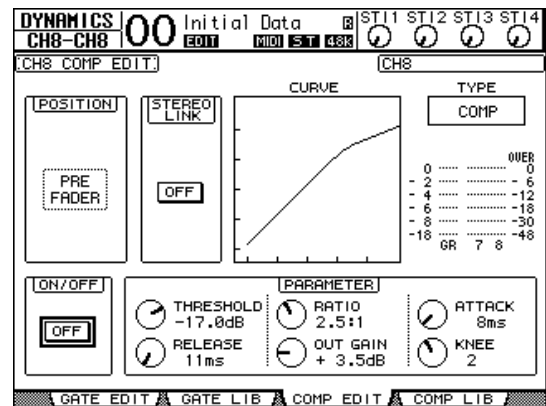 DYNAMICS
CH8-CH8
00 Initial Data
EDIT MIDI ST 48K
ST1 ST2 ST3 ST4
CH8 COMP EDIT
CH8
POSITION
PRE
FADER
STEREO
LINK
OFF
CURVE
TYPE
COMP
OVER
0 0
- 2 - 6
- 4 -12
- 6 -18
- 8 -30
-18 -48
GR 7 8
ON/OFF
OFF
PARAMETER
THRESHOLD
-17.0dB
RATIO
2.5:1
ATTACK
8ms
RELEASE
11ms
OUT GAIN
+ 3.5dB
KNEE
2
GATE EDIT GATE LIB COMP EDIT COMP LIB